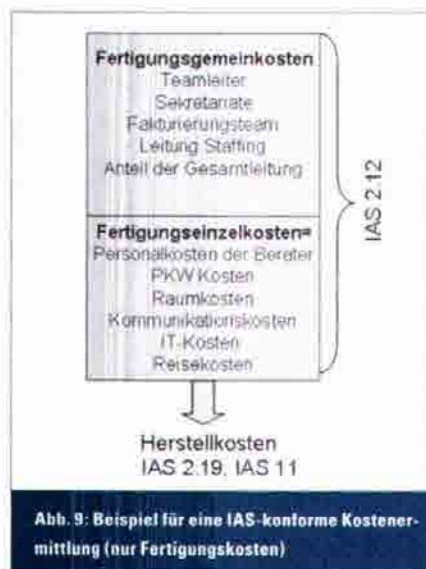 Fertigungsgemeinkosten
Teamleiter
Sekretariate
Fakturierungsteam
Leitung Staffing
Anteil der Gesamtleitung
Fertigungseinzelkosten=
Personalkosten der Berater
PKW Kosten
Raumkosten
Kommunikationskosten
IT-Kosten
Reisekosten
IAS 2.12
Herstellkosten
IAS 2.19, IAS 11
Abb. 9: Beispiel für eine IAS-konforme Kostener-
mittlung (nur Fertigungskosten)